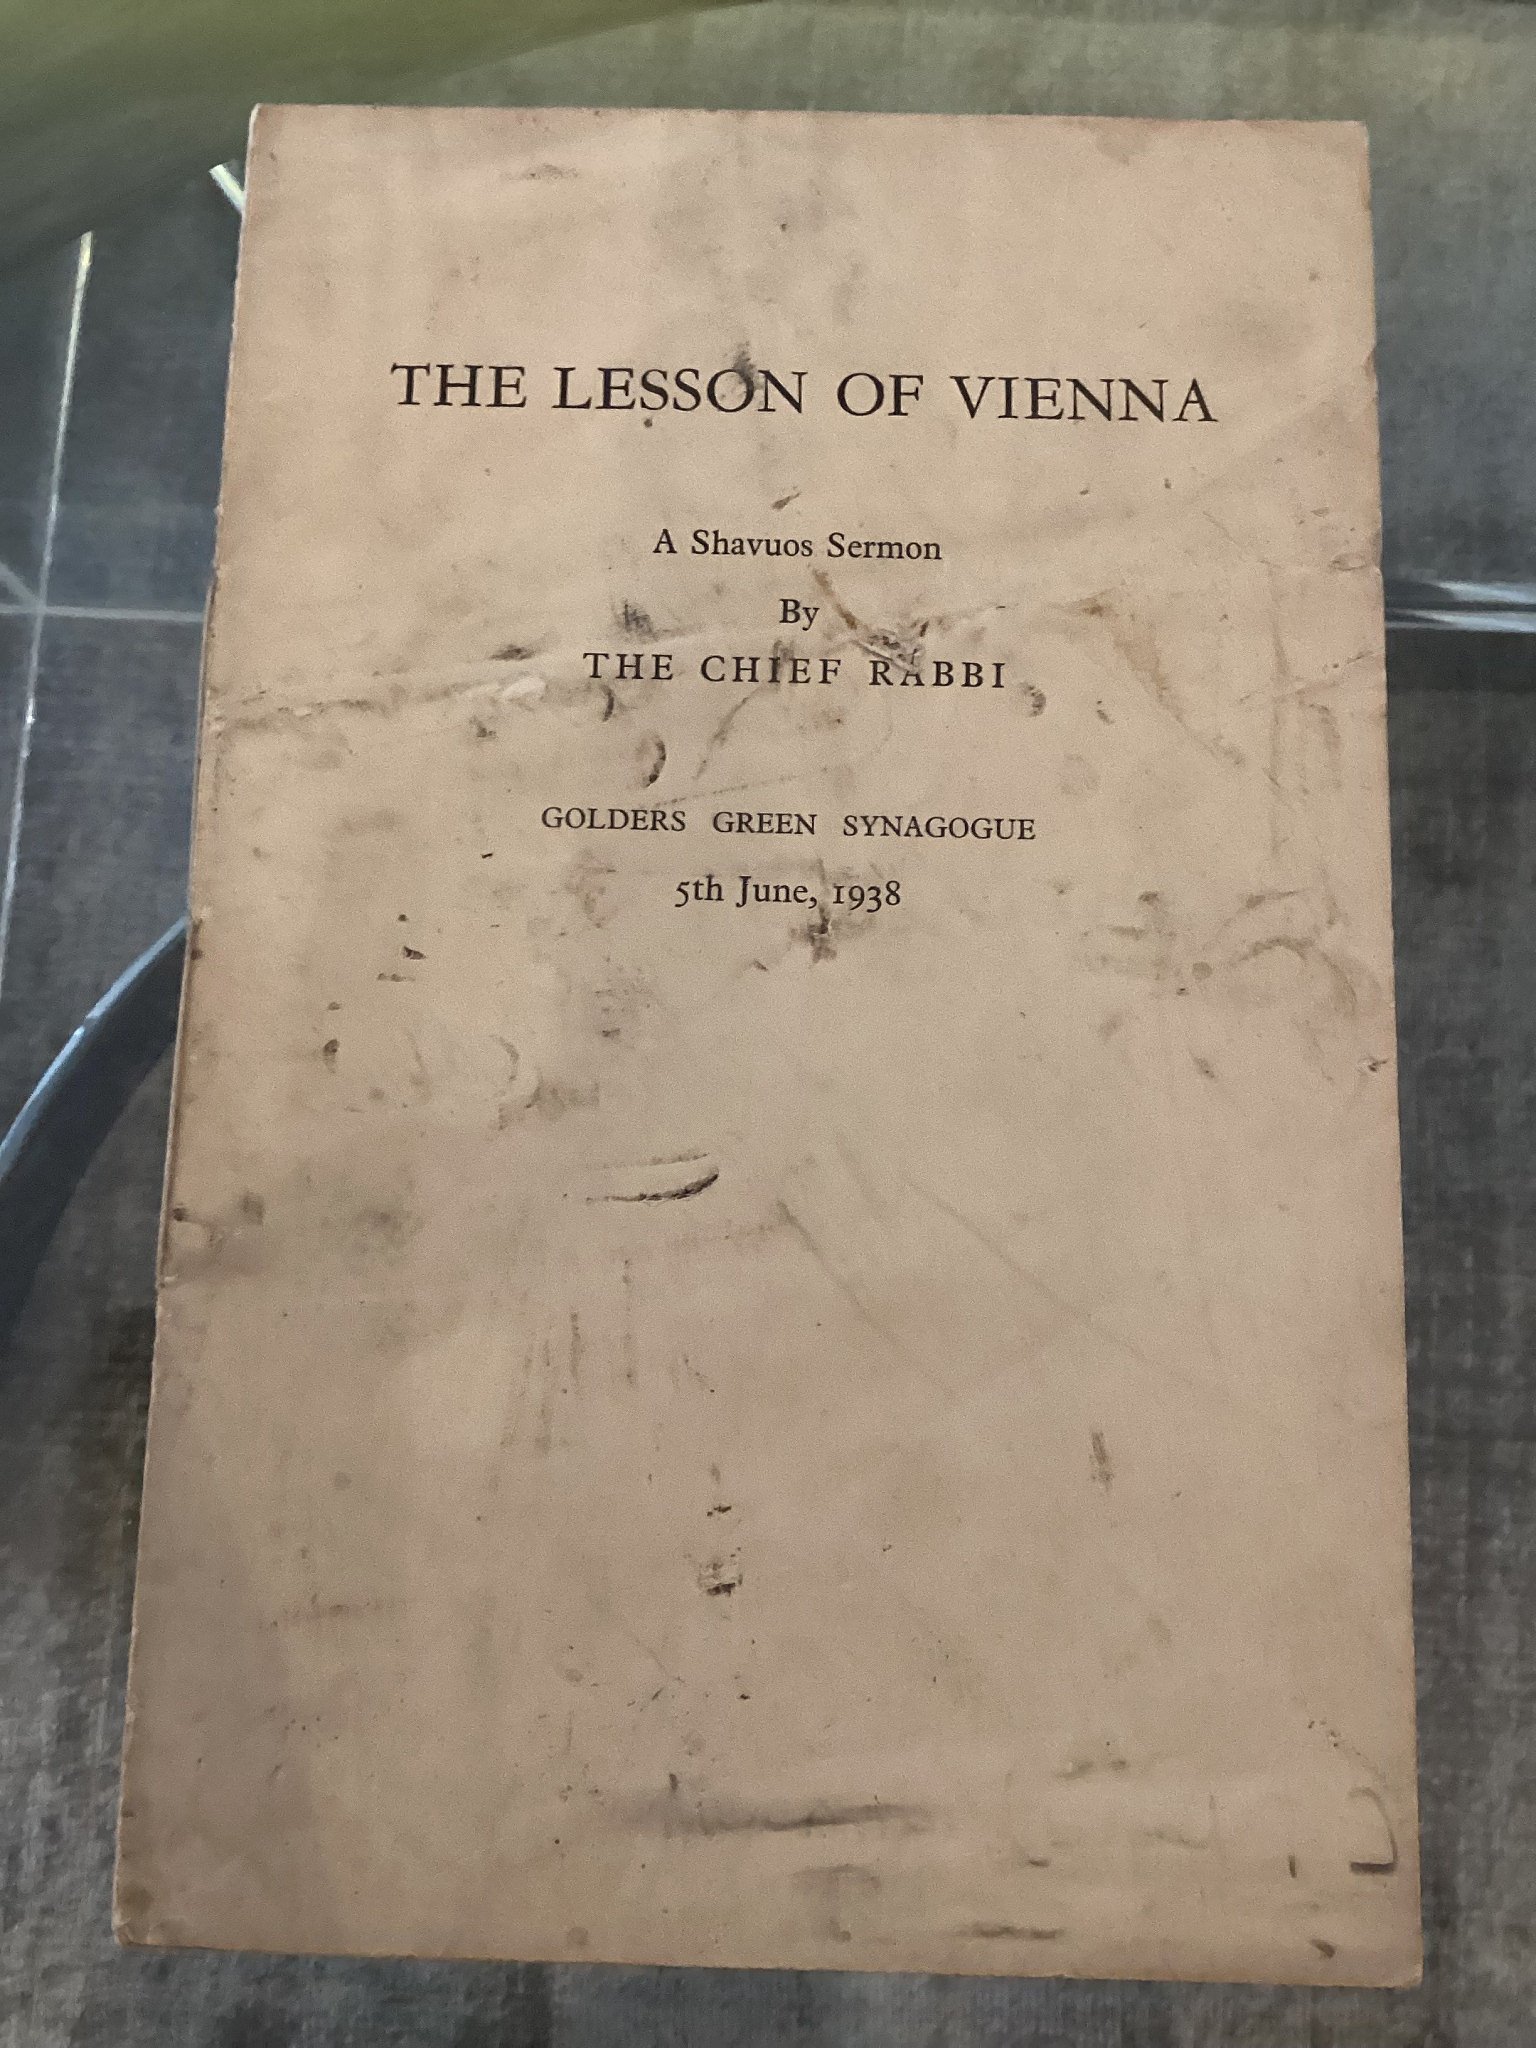 THE LESSON OF VIENNA
A Shavuos Sermon
By
THE CHIEF RABBI
GOLDERS GREEN SYNAGOGUE
5th June, 1938